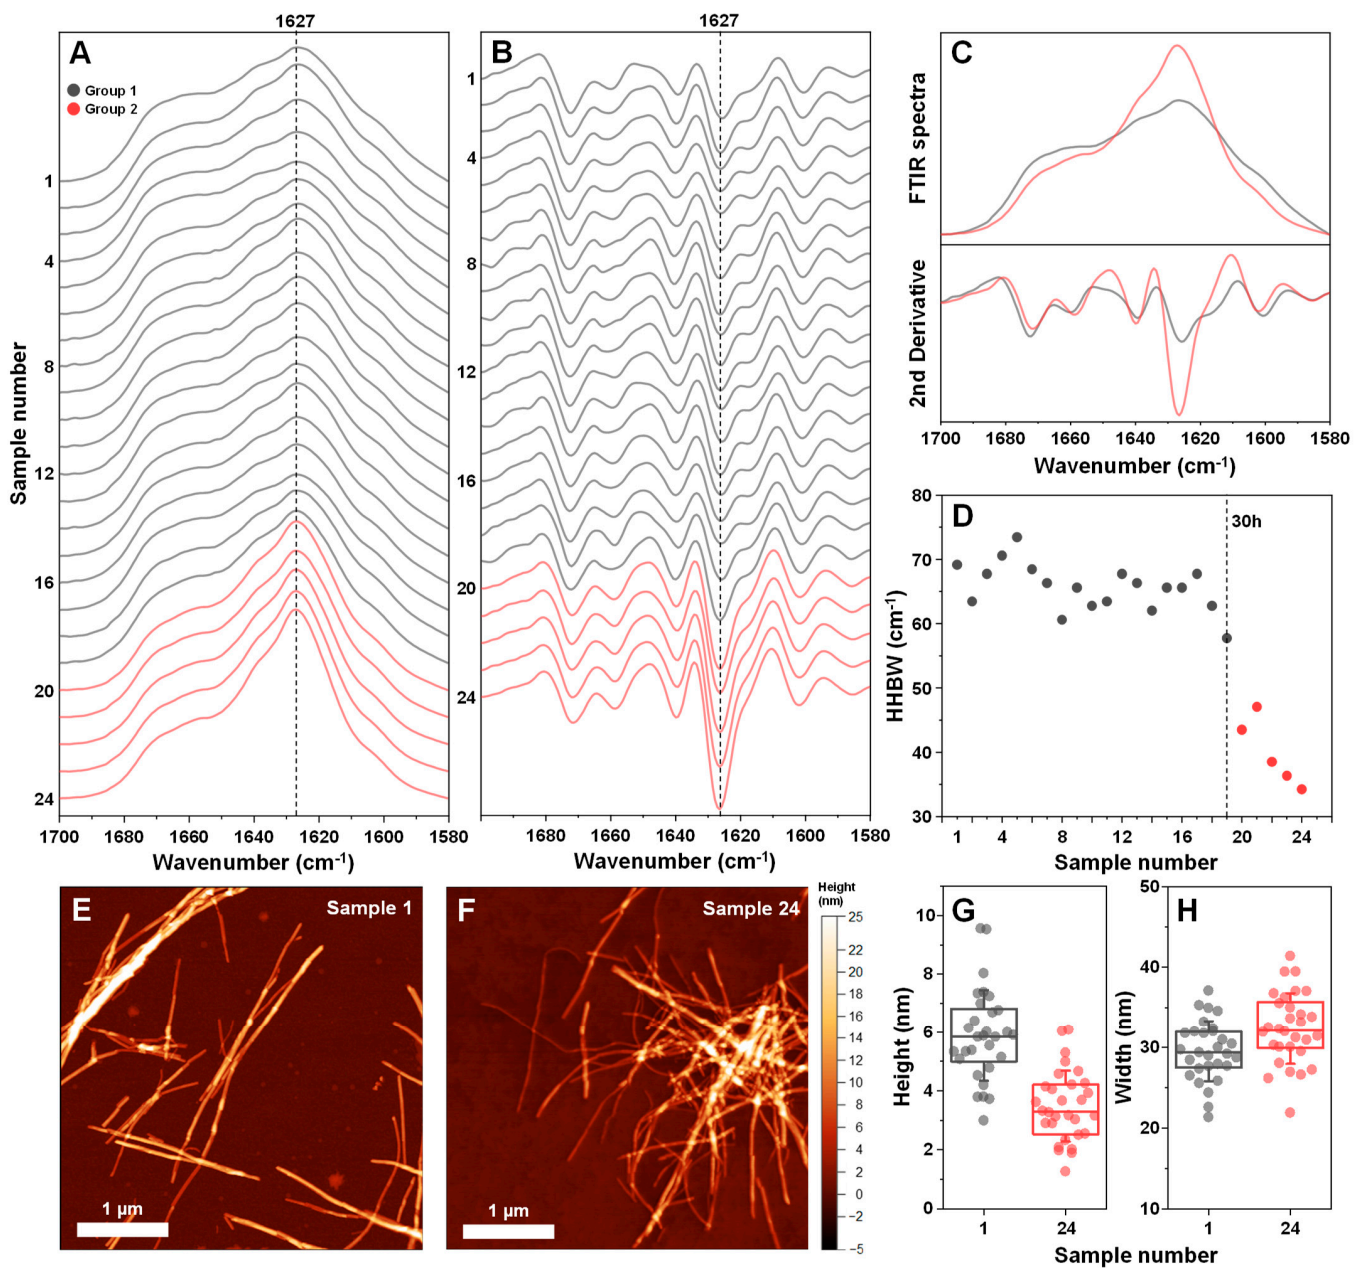 1627
A
Group 1
Group 2
1
4
8
12
16
20
24
Sample number
1700 1680 1660 1640 1620 1600 1580
Wavenumber (cm-1)
1627
B
1
4
8
12
16
20
24
1680 1660 1640 1620 1600 1580
Wavenumber (cm-1)
C
FTIR spectra
2nd Derivative
1700 1680 1660 1640 1620 1600 1580
Wavenumber (cm-1)
D
30h
80
70
60
50
40
30
HHBW (cm-1)
1 4 8 12 16 20 24
Sample number
E
Sample 1
1 µm
F
Sample 24
1 µm
Height
(nm)
25
22
20
18
16
14
12
10
8
6
4
2
0
−2
−5
G
10
8
6
4
2
0
Height (nm)
1 24
H
50
40
30
20
10
Width (nm)
1 24
Sample number